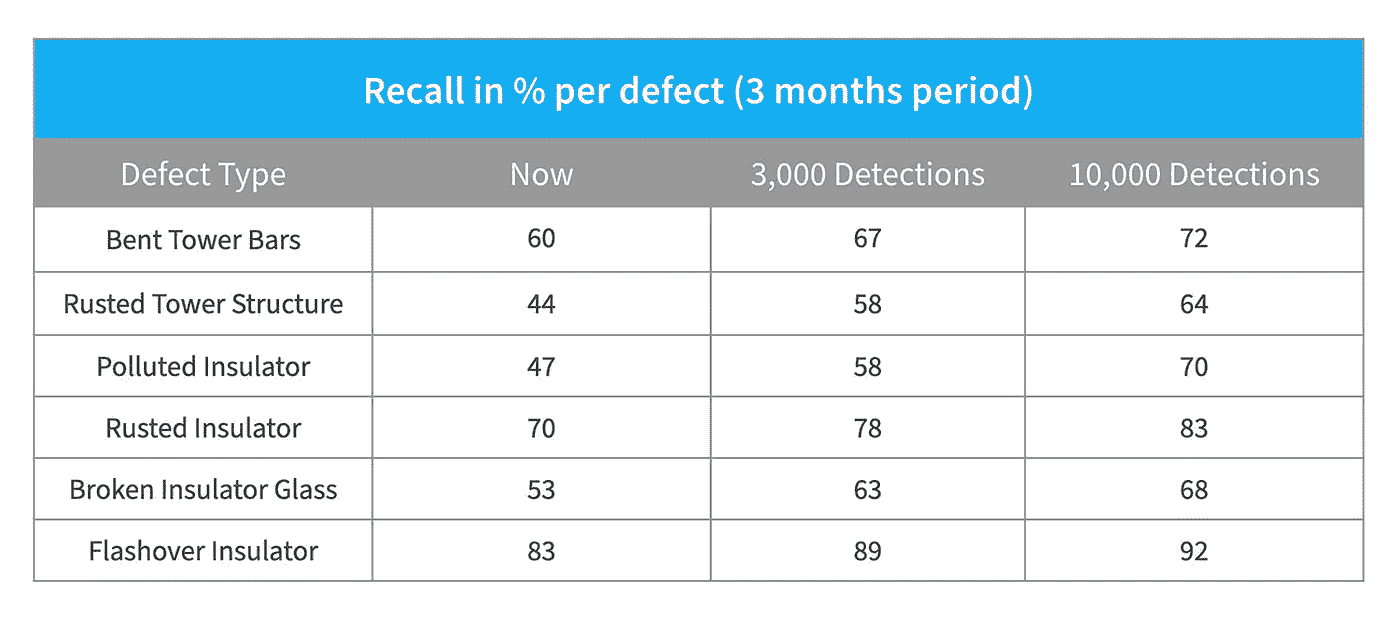 Recall in % per defect (3 months period)
Defect Type Now 3,000 Detections 10,000 Detections
Bent Tower Bars 60 67 72
Rusted Tower Structure 44 58 64
Polluted Insulator 47 58 70
Rusted Insulator 70 78 83
Broken Insulator Glass 53 63 68
Flashover Insulator 83 89 92